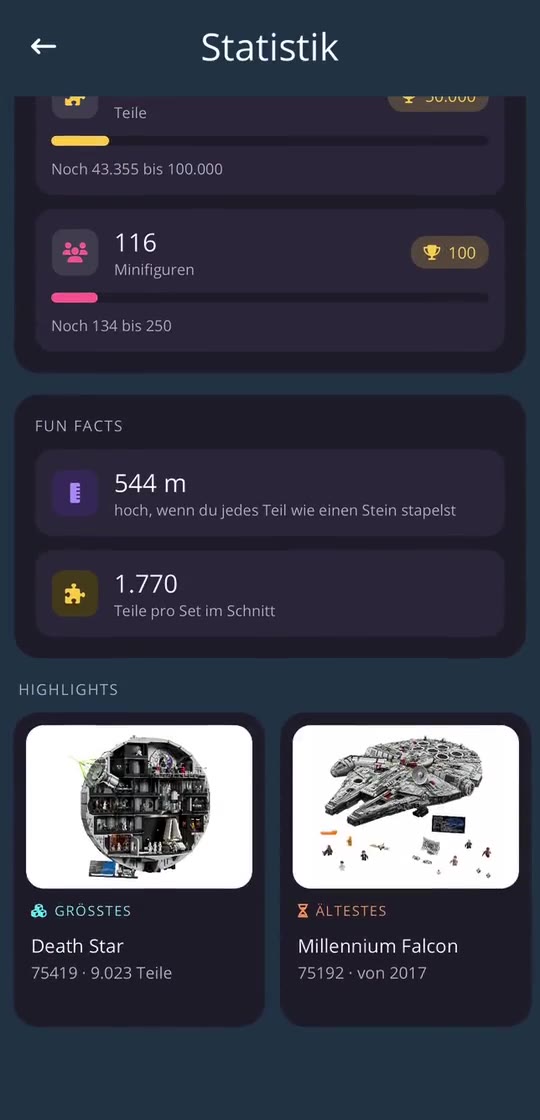 Statistik
50.000
Teile
Noch 43.355 bis 100.000
116
100
Minifiguren
Noch 134 bis 250
FUN FACTS
544 m
hoch, wenn du jedes Teil wie einen Stein stapelst
1.770
Teile pro Set im Schnitt
HIGHLIGHTS
GRÖSSTES
Death Star
75419 · 9.023 Teile
ÄLTESTES
Millennium Falcon
75192 · von 2017